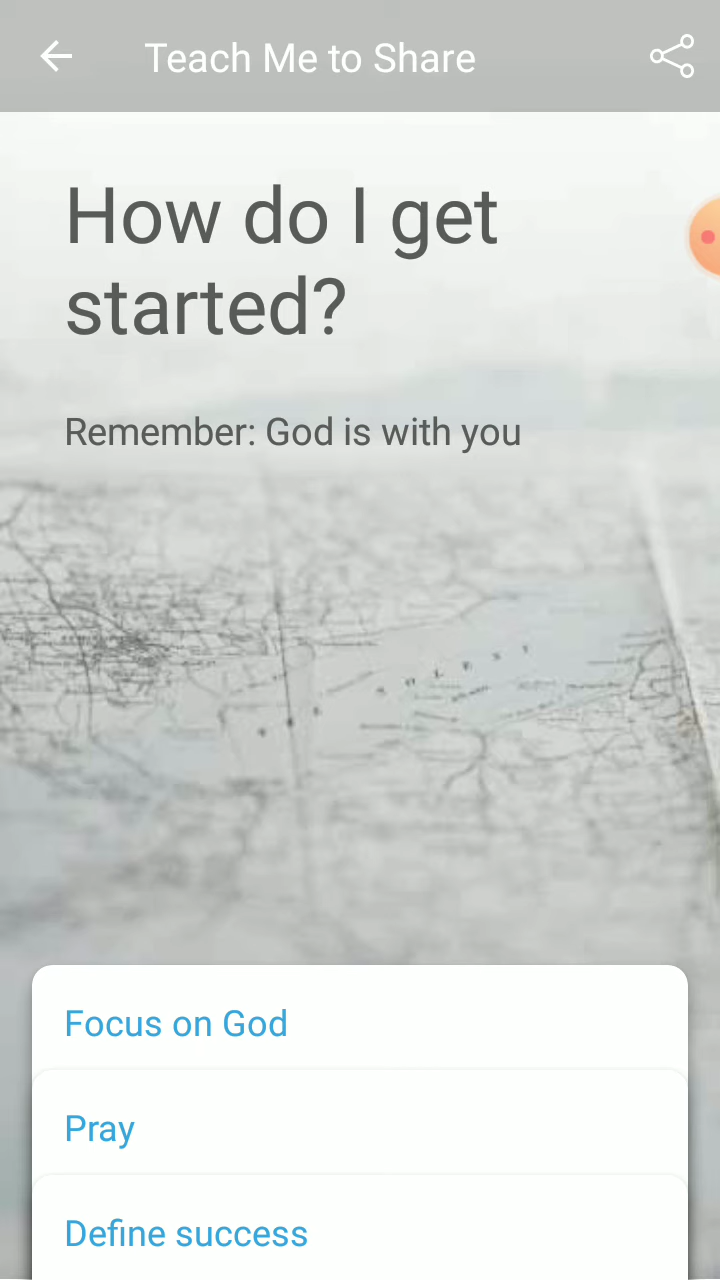 Teach Me to Share
How do I get
started?
Remember: God is with you
Focus on God
Pray
Define success